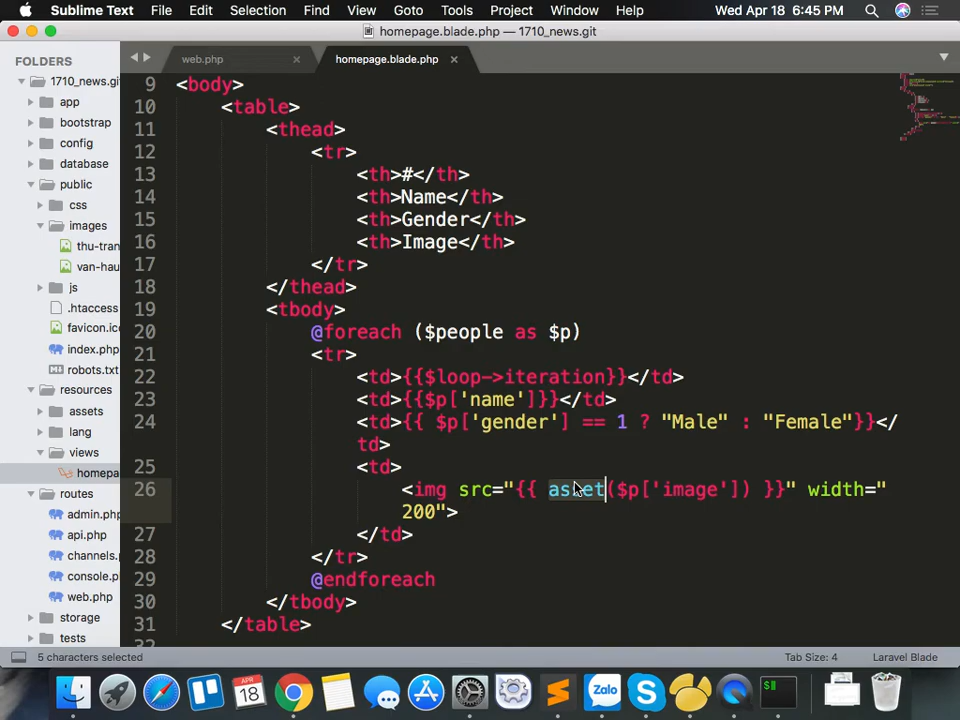 Sublime Text File Edit Selection Find View Goto Tools Project Window Help Wed Apr 18 6:45 PM
homepage.blade.php — 1710_news.git
FOLDERS
web.php
homepage.blade.php
1710_news.git
app
bootstrap
config
database
public
css
images
thu-tran
van-hau
js
.htaccess
favicon.ico
index.php
robots.txt
resources
assets
lang
views
homepa
routes
admin.php
api.php
channels.p
console.ph
web.php
storage
tests
9 <body>
10 <table>
11 <thead>
12 <tr>
13 <th>#</th>
14 <th>Name</th>
15 <th>Gender</th>
16 <th>Image</th>
17 </tr>
18 </thead>
19 <tbody>
20 @foreach ($people as $p)
21 <tr>
22 <td>{{$loop->iteration}}</td>
23 <td>{{$p['name']}}</td>
24 <td>{{ $p['gender'] == 1 ? "Male" : "Female"}}</
td>
25 <td>
26 <img src="{{ asset($p['image']) }}" width="
200">
27 </td>
28 </tr>
29 @endforeach
30 </tbody>
31 </table>
32
5 characters selected
Tab Size: 4
Laravel Blade
APR
18
Zalo